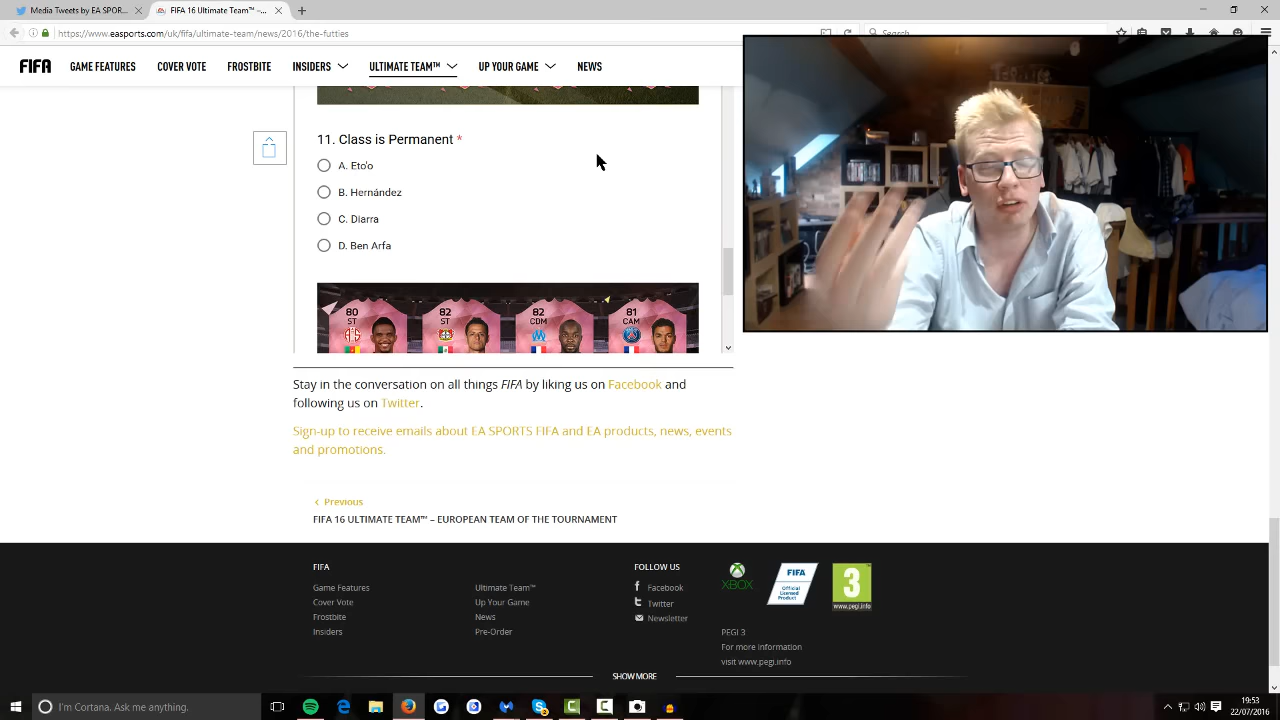 Media Tweets by EA SPOR...
FIFA 16 Ultimate Team™ -...
https://www.easports.com/uk/fifa/ultimate-team/news/2016/the-futties
Search
FIFA
GAME FEATURES
COVER VOTE
FROSTBITE
INSIDERS
ULTIMATE TEAM™
UP YOUR GAME
NEWS
11. Class is Permanent *
A. Eto'o
B. Hernández
C. Diarra
D. Ben Arfa
80 82 82 81
ST ST CDM CAM
Stay in the conversation on all things FIFA by liking us on Facebook and
following us on Twitter.
Sign-up to receive emails about EA SPORTS FIFA and EA products, news, events
and promotions.
Previous
FIFA 16 ULTIMATE TEAM™ – EUROPEAN TEAM OF THE TOURNAMENT
FIFA
Game Features
Cover Vote
Frostbite
Insiders
Ultimate Team™
Up Your Game
News
Pre-Order
FOLLOW US
Facebook
Twitter
Newsletter
XBOX
FIFA
Official
Licensed
Product
3
www.pegi.info
PEGI 3
For more information
visit www.pegi.info
SHOW MORE
I'm Cortana. Ask me anything.
19:53
22/07/2016